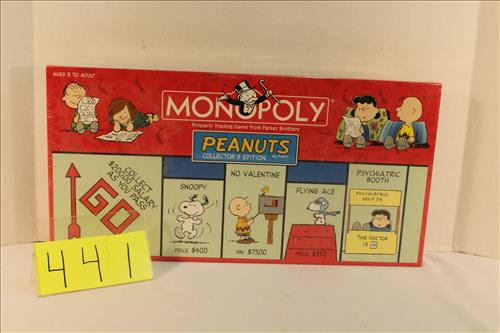 AGES 8 TO ADULT
MONOPOLY
Property Trading Game from Parker Brothers
PEANUTS
COLLECTOR'S EDITION
COLLECT
$200.00 SALARY
AS YOU PASS
GO
SNOOPY
PRICE $400
NO VALENTINE
PAY $75.00
FLYING ACE
PRICE $350
PSYCHIATRIC
BOOTH
PSYCHIATRIC
HELP 5¢
THE DOCTOR
IS IN
441